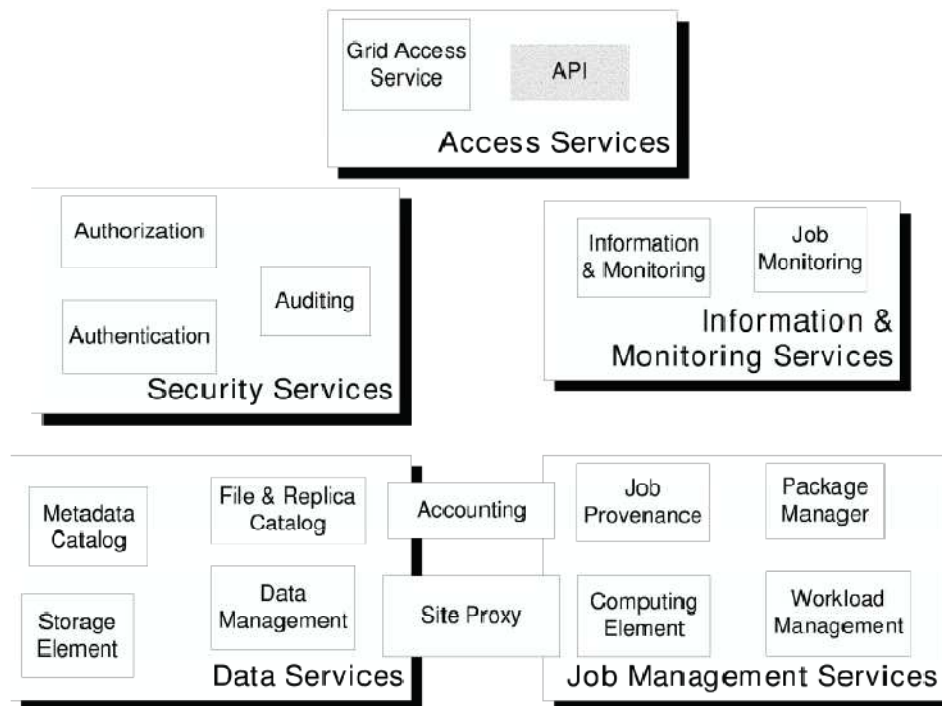 Grid Access
Service
API
Access Services
Authorization
Authentication
Auditing
Security Services
Information
& Monitoring
Job
Monitoring
Information &
Monitoring Services
Metadata
Catalog
File & Replica
Catalog
Storage
Element
Data
Management
Data Services
Accounting
Site Proxy
Job
Provenance
Package
Manager
Computing
Element
Workload
Management
Job Management Services